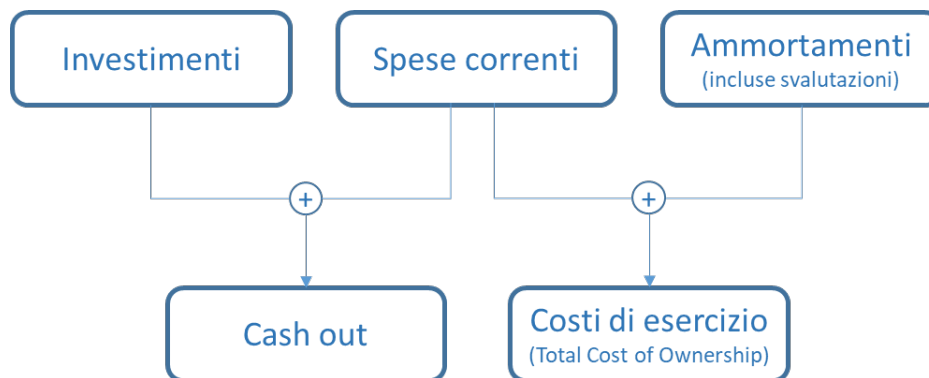 Investimenti
Spese correnti
Ammortamenti
(incluse svalutazioni)
+
+
Cash out
Costi di esercizio
(Total Cost of Ownership)